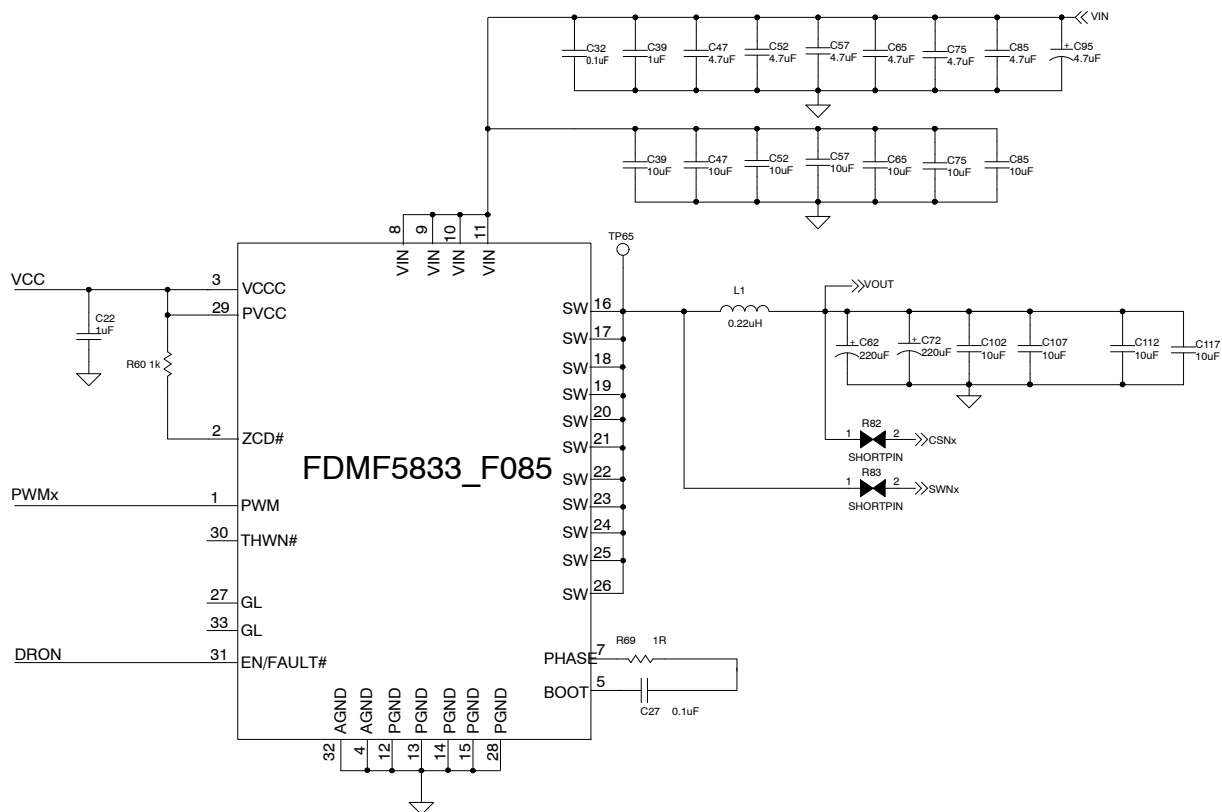 VIN
C32
0.1uF
C39
1uF
C47
4.7uF
C52
4.7uF
+ C57
4.7uF
C65
4.7uF
C75
4.7uF
C85
4.7uF
+ C95
4.7uF
C39
10uF
C47
10uF
C52
10uF
C57
10uF
C65
10uF
C75
10uF
C85
10uF
8
9
10
11
VIN
VIN
VIN
VIN
TP65
VCC
3
VCCC
29
PVCC
C22
1uF
R60 1k
2
ZCD#
FDMF5833_F085
PWMx
1
PWM
30
THWN#
27
GL
33
GL
DRON
31
EN/FAULT#
SW 16
SW 17
SW 18
SW 19
SW 20
SW 21
SW 22
SW 23
SW 24
SW 25
SW 26
L1
0.22uH
VOUT
+ C62
220uF
+ C72
220uF
C102
10uF
C107
10uF
C112
10uF
C117
10uF
R82
1 2
CSNx
SHORTPIN
R83
1 2
SWNx
SHORTPIN
R69 1R
PHASE 7
BOOT 5
C27 0.1uF
AGND
AGND
PGND
PGND
PGND
PGND
PGND
32
4
12
13
14
15
28